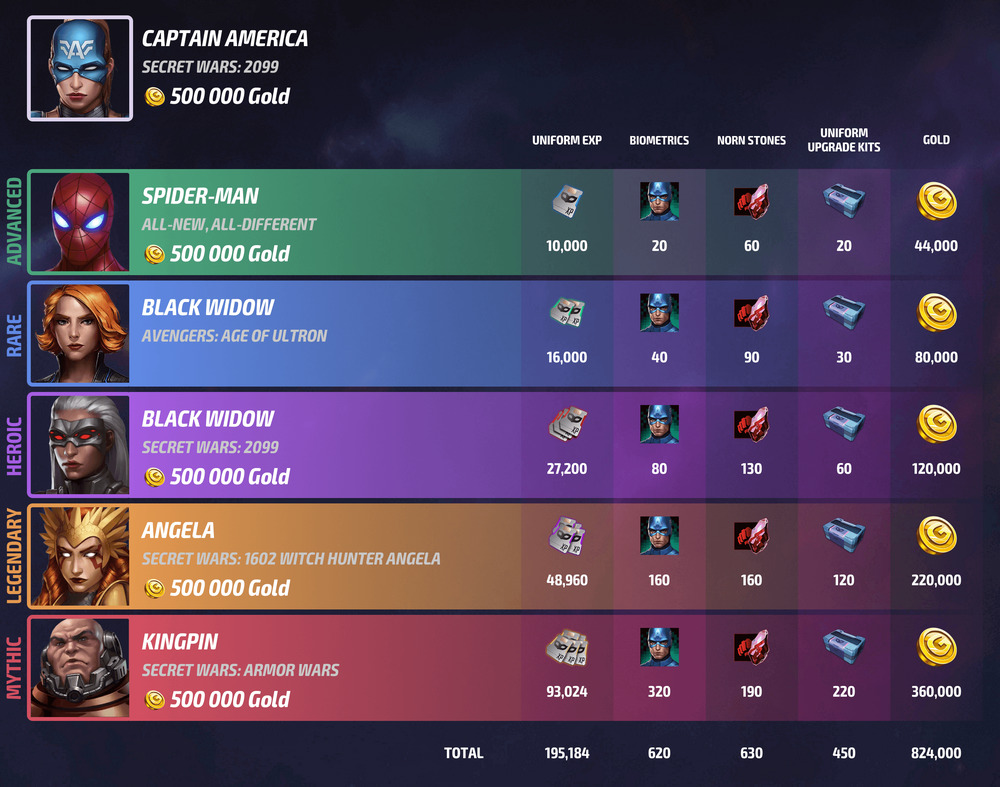 CAPTAIN AMERICA
SECRET WARS: 2099
500 000 Gold
UNIFORM EXP
BIOMETRICS
NORN STONES
UNIFORM
UPGRADE KITS
GOLD
ADVANCED
SPIDER-MAN
ALL-NEW, ALL-DIFFERENT
500 000 Gold
XP
10,000
20
60
20
44,000
RARE
BLACK WIDOW
AVENGERS: AGE OF ULTRON
XP
16,000
40
90
30
80,000
HEROIC
BLACK WIDOW
SECRET WARS: 2099
500 000 Gold
XP
27,200
80
130
60
120,000
LEGENDARY
ANGELA
SECRET WARS: 1602 WITCH HUNTER ANGELA
500 000 Gold
XP
48,960
160
160
120
220,000
MYTHIC
KINGPIN
SECRET WARS: ARMOR WARS
500 000 Gold
XP
93,024
320
190
220
360,000
TOTAL
195,184
620
630
450
824,000